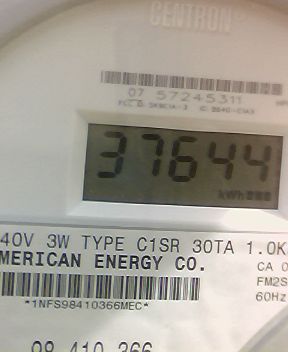 CENTRON
07 57245311
37644
kWh
40V 3W TYPE C1SR 30TA 1.0K
MERICAN ENERGY CO.
CA 0
FM2S
*1NFS98410366MEC*
60Hz
98 410 366